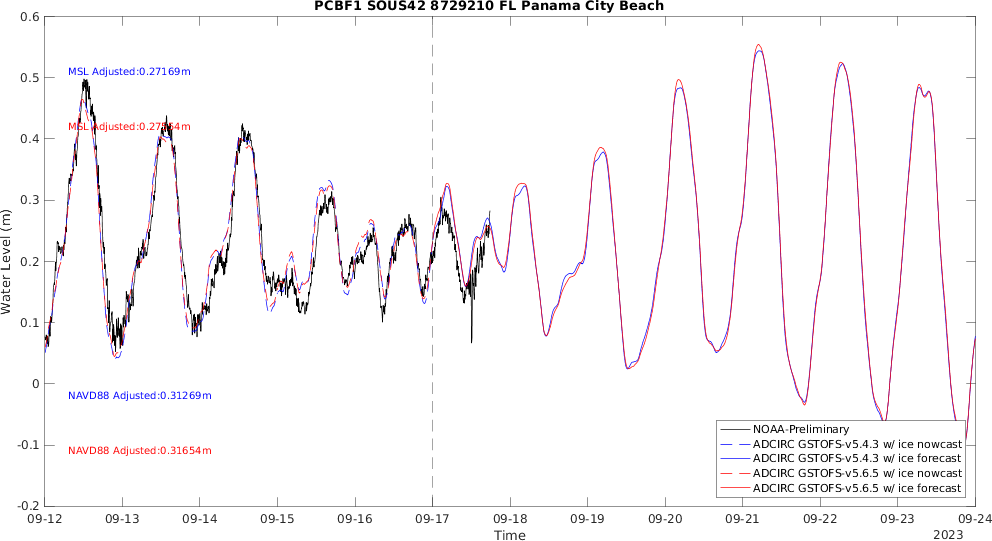 PCBF1 SOUS42 8729210 FL Panama City Beach
0.6
0.5
0.4
0.3
0.2
0.1
0
-0.1
-0.2
Water Level (m)
MSL Adjusted:0.27169m
MSL Adjusted:0.27554m
NAVD88 Adjusted:0.31269m
NAVD88 Adjusted:0.31654m
NOAA-Preliminary
ADCIRC GSTOFS-v5.4.3 w/ ice nowcast
ADCIRC GSTOFS-v5.4.3 w/ ice forecast
ADCIRC GSTOFS-v5.6.5 w/ ice nowcast
ADCIRC GSTOFS-v5.6.5 w/ ice forecast
09-12 09-13 09-14 09-15 09-16 09-17 09-18 09-19 09-20 09-21 09-22 09-23 09-24
Time
2023